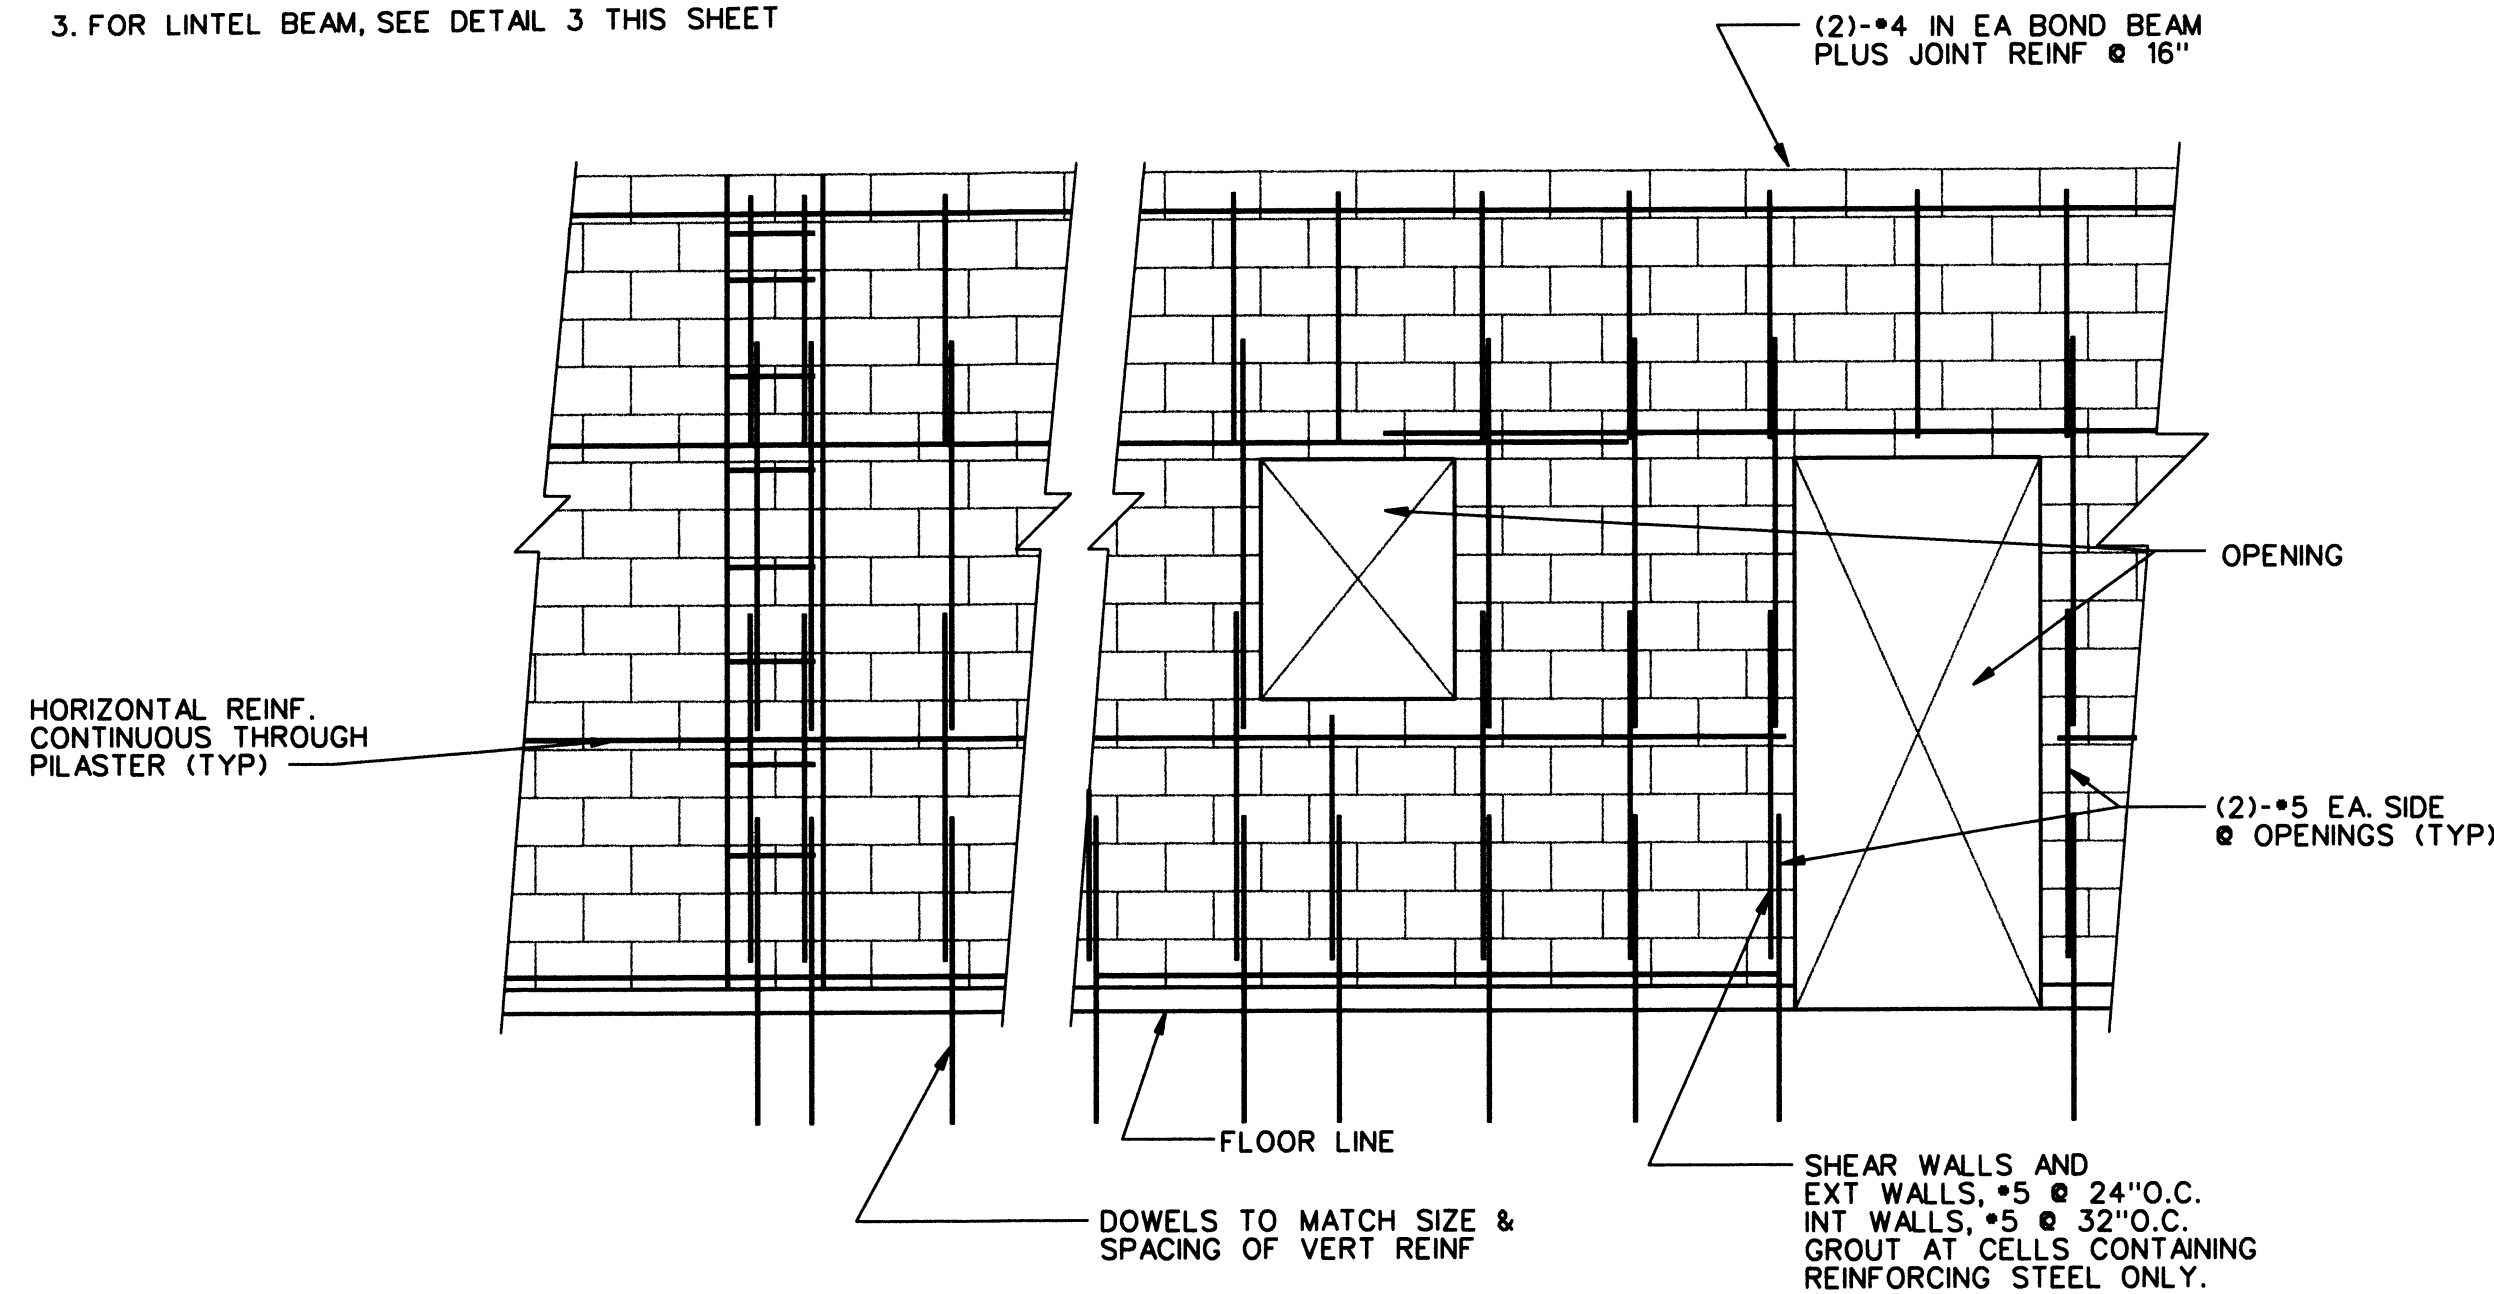 3. FOR LINTEL BEAM, SEE DETAIL 3 THIS SHEET
(2)-#4 IN EA BOND BEAM
PLUS JOINT REINF @ 16"
OPENING
HORIZONTAL REINF.
CONTINUOUS THROUGH
PILASTER (TYP)
(2)-#5 EA. SIDE
@ OPENINGS (TYP)
FLOOR LINE
SHEAR WALLS AND
EXT WALLS, #5 @ 24"O.C.
INT WALLS, #5 @ 32"O.C.
GROUT AT CELLS CONTAINING
REINFORCING STEEL ONLY.
DOWELS TO MATCH SIZE &
SPACING OF VERT REINF